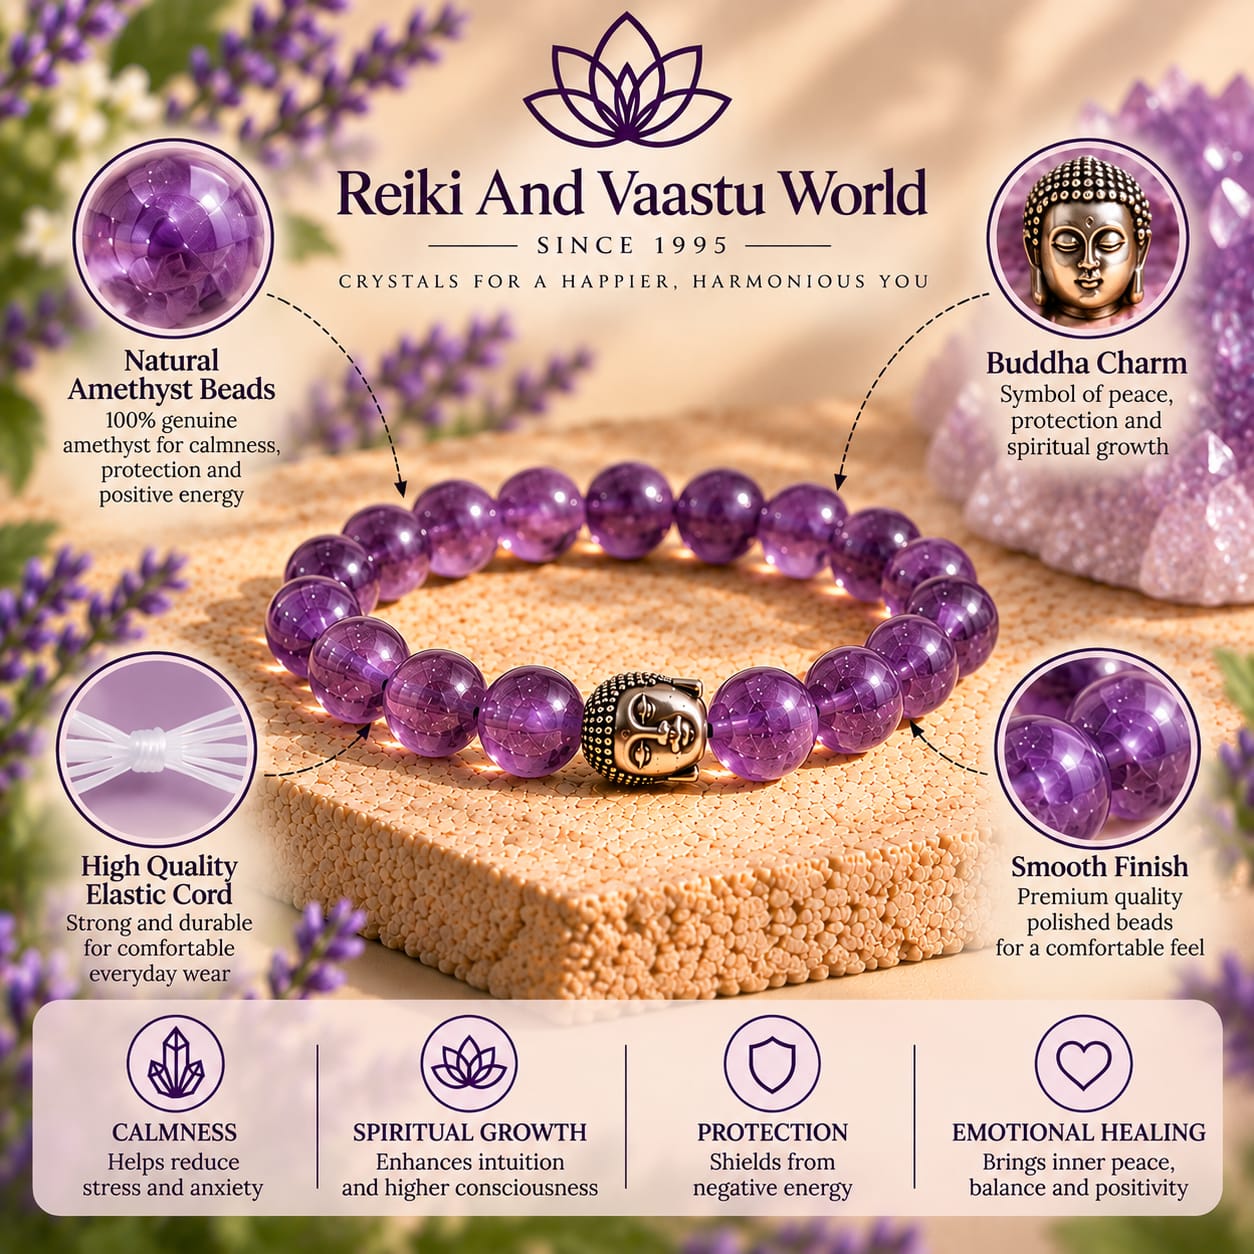 Reiki And Vaastu World
SINCE 1995
CRYSTALS FOR A HAPPIER, HARMONIOUS YOU
Natural
Amethyst Beads
100% genuine
amethyst for calmness,
protection and
positive energy
Buddha Charm
Symbol of peace,
protection and
spiritual growth
High Quality
Elastic Cord
Strong and durable
for comfortable
everyday wear
Smooth Finish
Premium quality
polished beads
for a comfortable feel
CALMNESS
Helps reduce
stress and anxiety
SPIRITUAL GROWTH
Enhances intuition
and higher consciousness
PROTECTION
Shields from
negative energy
EMOTIONAL HEALING
Brings inner peace,
balance and positivity